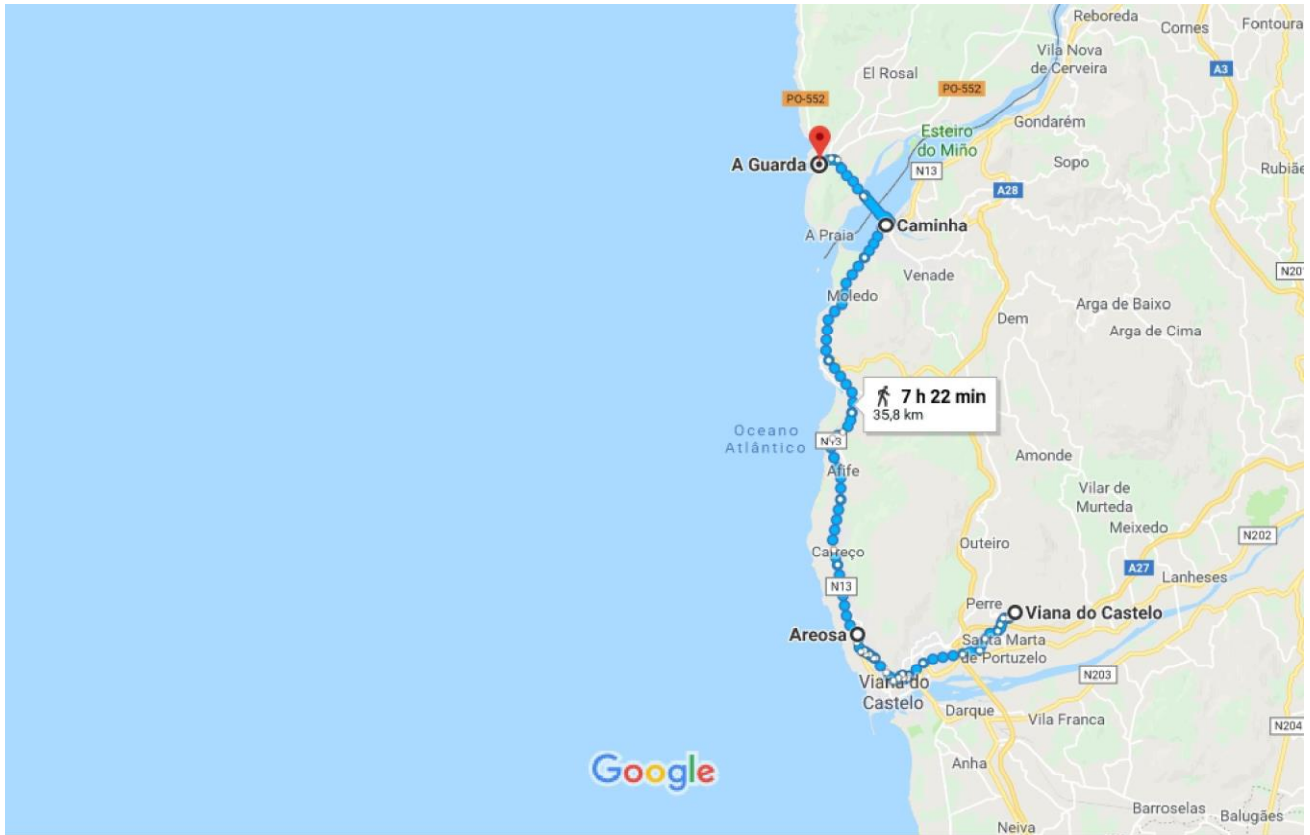 Reboreda
Cornes
Fontoura
Vila Nova
de Cerveira
El Rosal
A3
PO-552
PO-552
Esteiro
do Miño
Gondarém
A Guarda
N13
Sopo
Rubiãe
A28
Caminha
A Praia
Venade
N201
Moledo
Arga de Baixo
Dem
Arga de Cima
7 h 22 min
35,8 km
Oceano
Atlântico
N13
Afife
Amonde
Vilar de
Murteda
Meixedo
N202
Outeiro
Carreço
A27
Lanheses
N13
Perre
Viana do Castelo
Areosa
Santa Marta
de Portuzelo
N203
Viana do
Castelo
Darque
Vila Franca
N204
Anha
Google
Barroselas
Balugães
Neiva